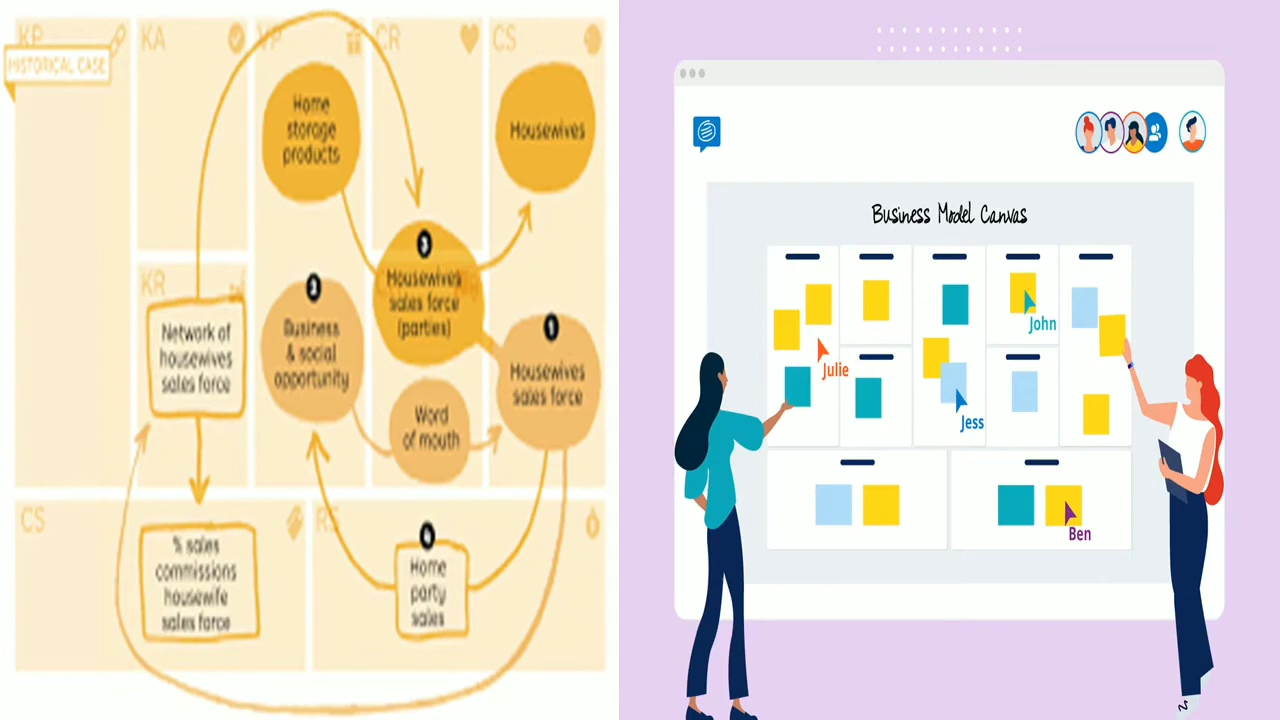 KP
KA
VP
CR
CS
HISTORICAL CASE
Home
storage
products
Housewives
3
Housewives
sales force
(parties)
KR
2
Business
& social
opportunity
1
Housewives
sales force
Network of
housewives
sales force
Word
of mouth
CS
RS
% sales
commissions
housewife
sales force
4
Home
party
sales
Business Model Canvas
John
Julie
Jess
Ben